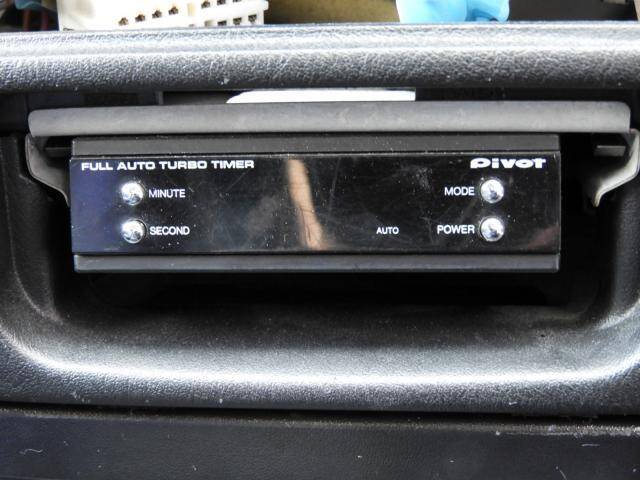 FULL AUTO TURBO TIMER Pivot
MINUTE MODE
SECOND AUTO POWER